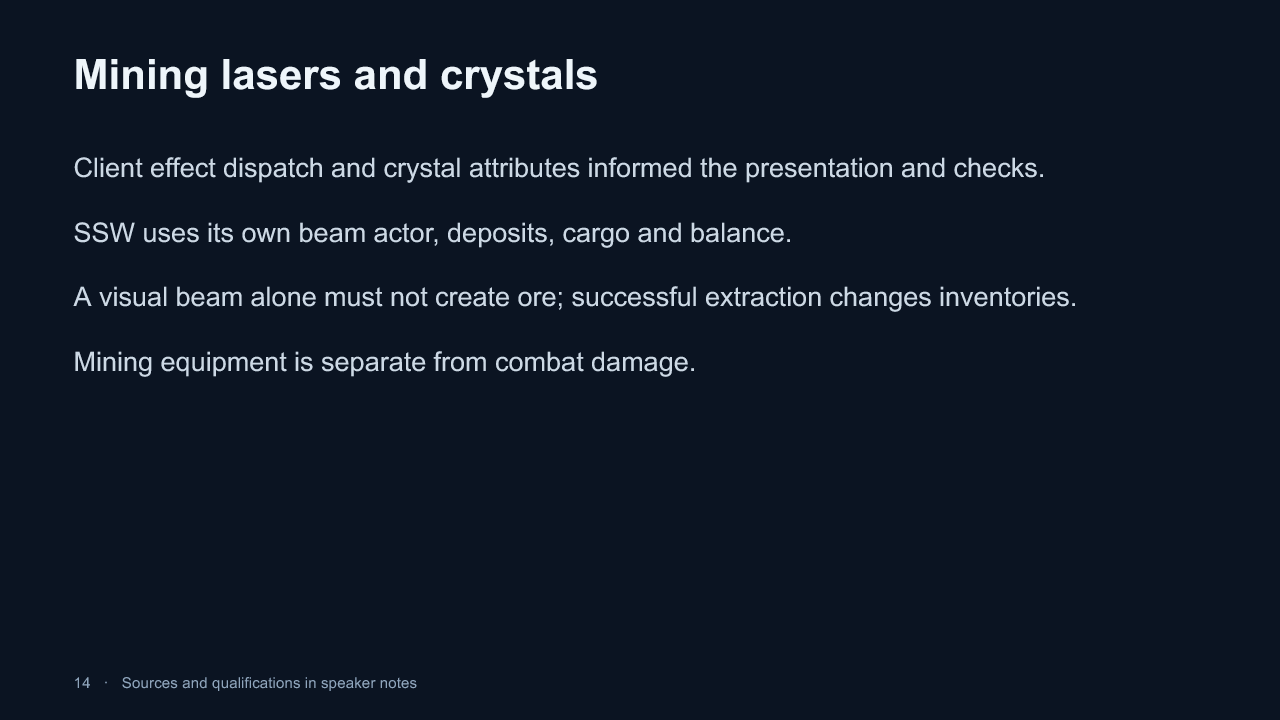 Mining lasers and crystals
Client effect dispatch and crystal attributes informed the presentation and checks.
SSW uses its own beam actor, deposits, cargo and balance.
A visual beam alone must not create ore; successful extraction changes inventories.
Mining equipment is separate from combat damage.
14 · Sources and qualifications in speaker notes